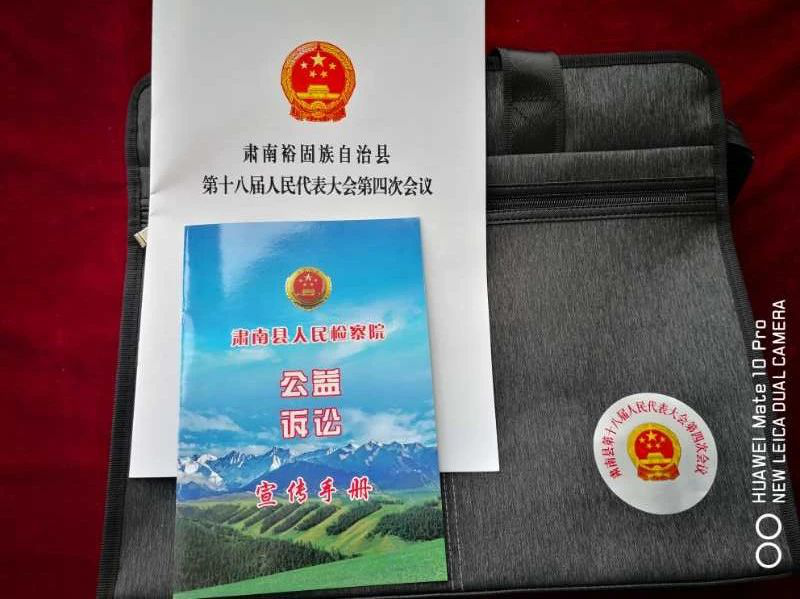 肃南裕固族自治县
第十八届人民代表大会第四次会议
肃南县人民检察院
公益
诉讼
宣传手册
肃南县第十八届人民代表大会第四次会议
HUAWEI Mate 10 Pro
NEW LEICA DUAL CAMERA